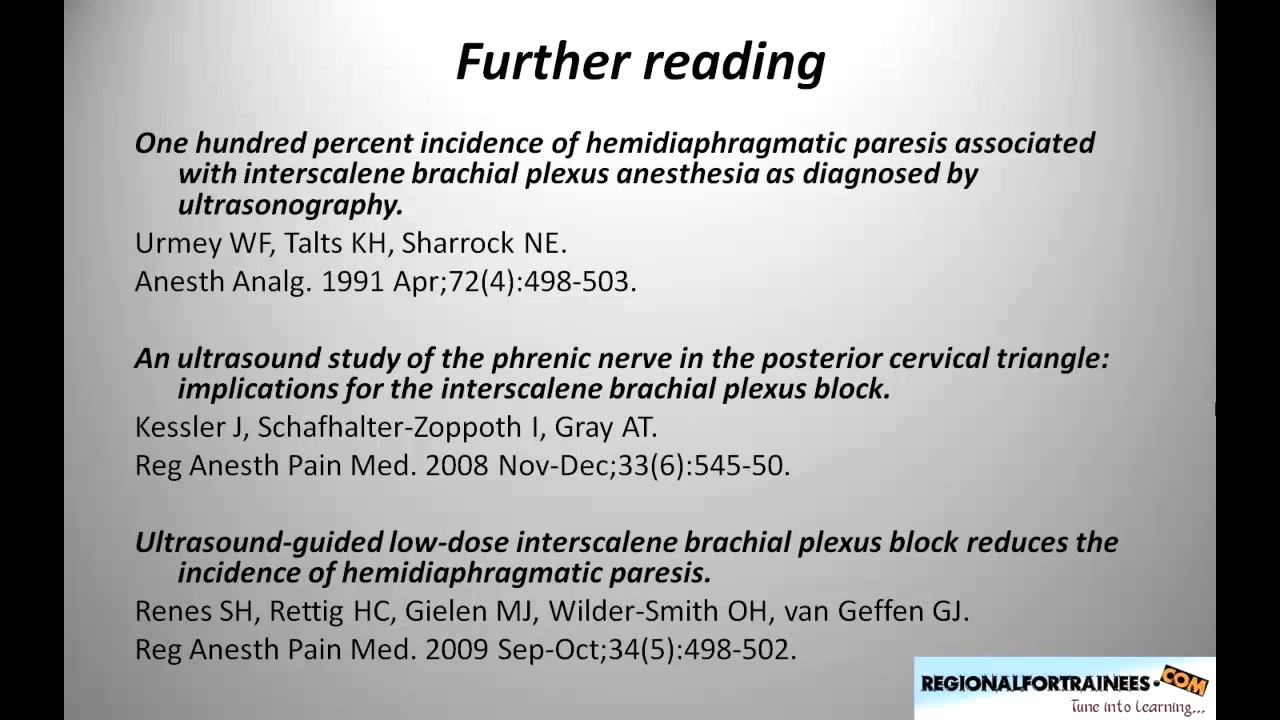 Further reading
One hundred percent incidence of hemidiaphragmatic paresis associated
with interscalene brachial plexus anesthesia as diagnosed by
ultrasonography.
Urmey WF, Talts KH, Sharrock NE.
Anesth Analg. 1991 Apr;72(4):498-503.
An ultrasound study of the phrenic nerve in the posterior cervical triangle:
implications for the interscalene brachial plexus block.
Kessler J, Schafhalter-Zoppoth I, Gray AT.
Reg Anesth Pain Med. 2008 Nov-Dec;33(6):545-50.
Ultrasound-guided low-dose interscalene brachial plexus block reduces the
incidence of hemidiaphragmatic paresis.
Renes SH, Rettig HC, Gielen MJ, Wilder-Smith OH, van Geffen GJ.
Reg Anesth Pain Med. 2009 Sep-Oct;34(5):498-502.
REGIONALFORTRAINEES.COM
Tune into Learning...